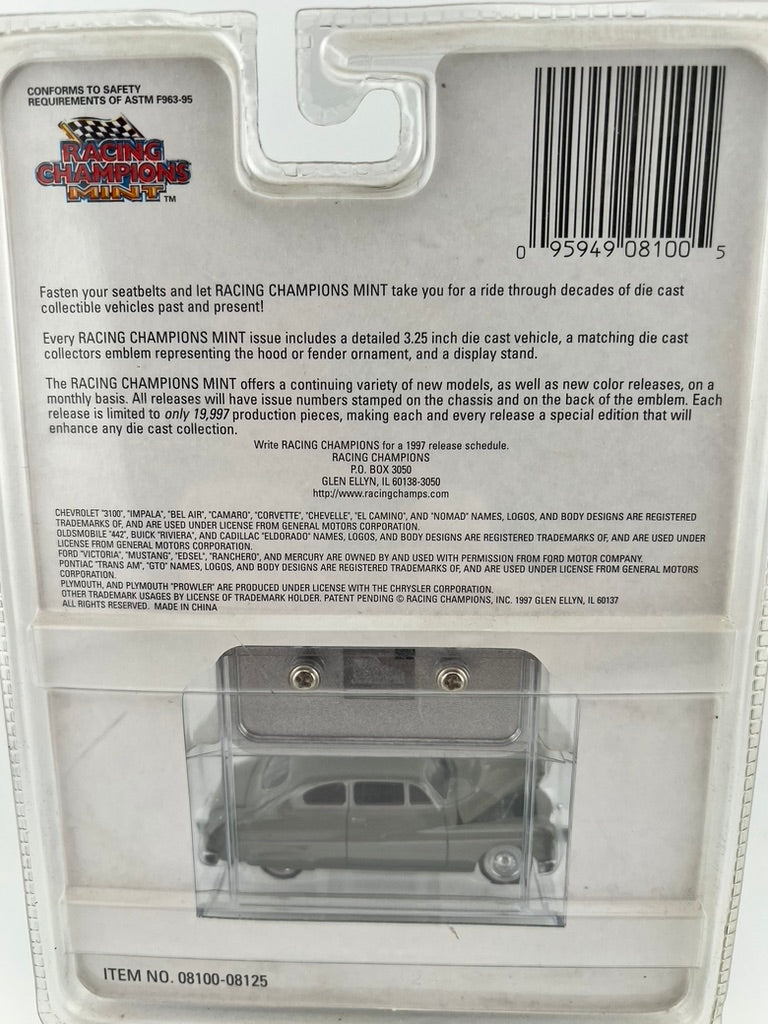 CONFORMS TO SAFETY
REQUIREMENTS OF ASTM F963-95
RACING
CHAMPIONS
MINT™
0 95949 08100 5
Fasten your seatbelts and let RACING CHAMPIONS MINT take you for a ride through decades of die cast
collectible vehicles past and present!
Every RACING CHAMPIONS MINT issue includes a detailed 3.25 inch die cast vehicle, a matching die cast
collectors emblem representing the hood or fender ornament, and a display stand.
The RACING CHAMPIONS MINT offers a continuing variety of new models, as well as new color releases, on a
monthly basis. All releases will have issue numbers stamped on the chassis and on the back of the emblem. Each
release is limited to only 19,997 production pieces, making each and every release a special edition that will
enhance any die cast collection.
Write RACING CHAMPIONS for a 1997 release schedule.
RACING CHAMPIONS
P.O. BOX 3050
GLEN ELLYN, IL 60138-3050
http://www.racingchamps.com
CHEVROLET "3100", "IMPALA", "BEL AIR", "CAMARO", "CORVETTE", "CHEVELLE", "EL CAMINO", AND "NOMAD" NAMES, LOGOS, AND BODY DESIGNS ARE REGISTERED
TRADEMARKS OF, AND ARE USED UNDER LICENSE FROM GENERAL MOTORS CORPORATION.
OLDSMOBILE "442", BUICK "RIVIERA", AND CADILLAC "ELDORADO" NAMES, LOGOS, AND BODY DESIGNS ARE REGISTERED TRADEMARKS OF, AND ARE USED UNDER
LICENSE FROM GENERAL MOTORS CORPORATION.
FORD "VICTORIA", "MUSTANG", "EDSEL", "RANCHERO", AND MERCURY ARE OWNED BY AND USED WITH PERMISSION FROM FORD MOTOR COMPANY.
PONTIAC "TRANS AM", "GTO" NAMES, LOGOS, AND BODY DESIGNS ARE REGISTERED TRADEMARKS OF, AND ARE USED UNDER LICENSE FROM GENERAL MOTORS
CORPORATION.
PLYMOUTH, AND PLYMOUTH "PROWLER" ARE PRODUCED UNDER LICENSE WITH THE CHRYSLER CORPORATION.
OTHER TRADEMARK USAGES BY LICENSE OF TRADEMARK HOLDER. PATENT PENDING © RACING CHAMPIONS, INC. 1997 GLEN ELLYN, IL 60137
ALL RIGHTS RESERVED. MADE IN CHINA
ITEM NO. 08100-08125